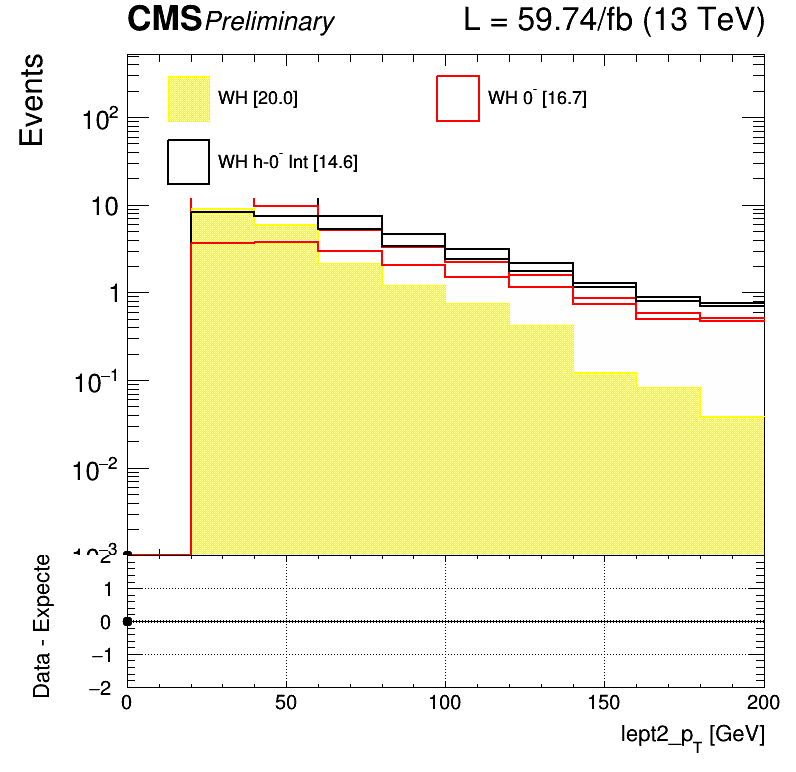 CMS Preliminary L = 59.74/fb (13 TeV)
Events
WH [20.0]
WH 0⁻ [16.7]
WH h-0⁻ Int [14.6]
10²
10
1
10⁻¹
10⁻²
10⁻³
Data - Expecte
2
1
0
−1
−2
0 50 100 150 200
lept2_p_T [GeV]